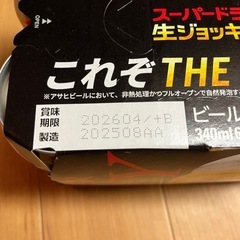 OPEN
スーパードラ
生ジョッキ
これぞ THE
※アサヒビールにおいて、非熱処理かつフルオープンで自然発泡す
賞味
期限 202604/+B
製造 202508AA
ビール
340ml